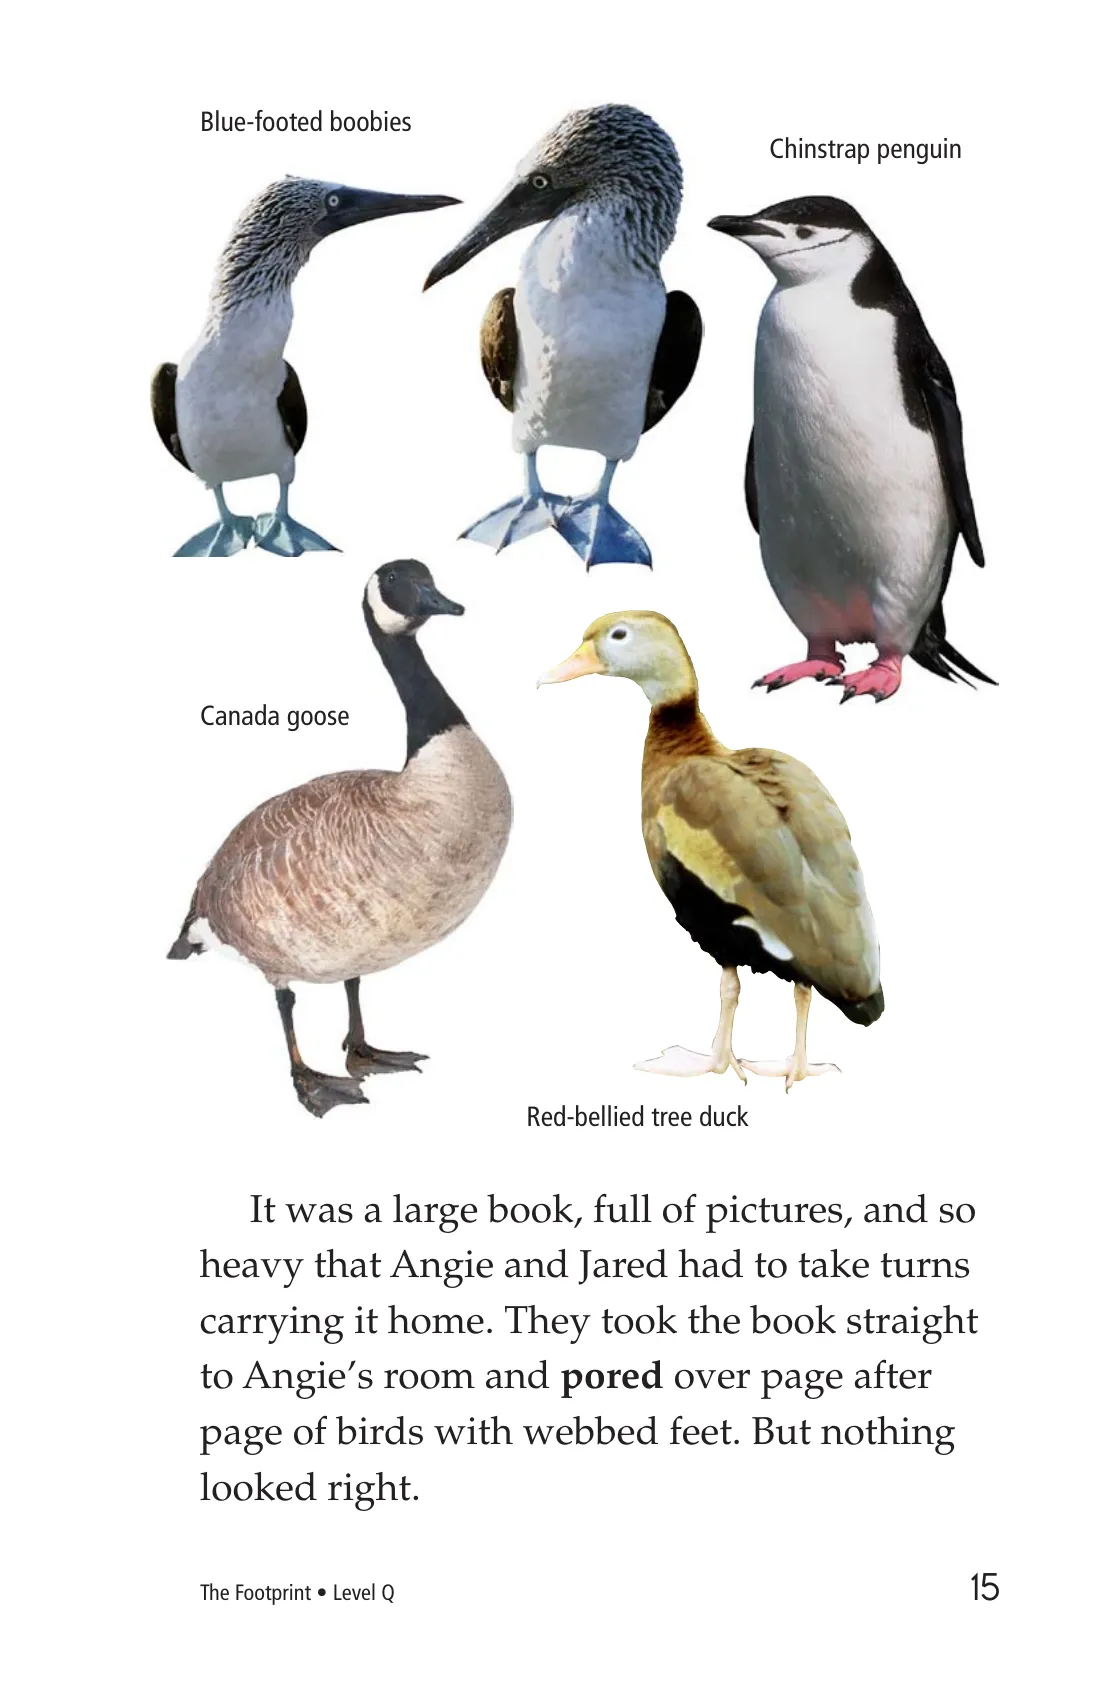 Blue-footed boobies
Chinstrap penguin
Canada goose
Red-bellied tree duck
It was a large book, full of pictures, and so
heavy that Angie and Jared had to take turns
carrying it home. They took the book straight
to Angie’s room and pored over page after
page of birds with webbed feet. But nothing
looked right.
The Footprint • Level Q
15